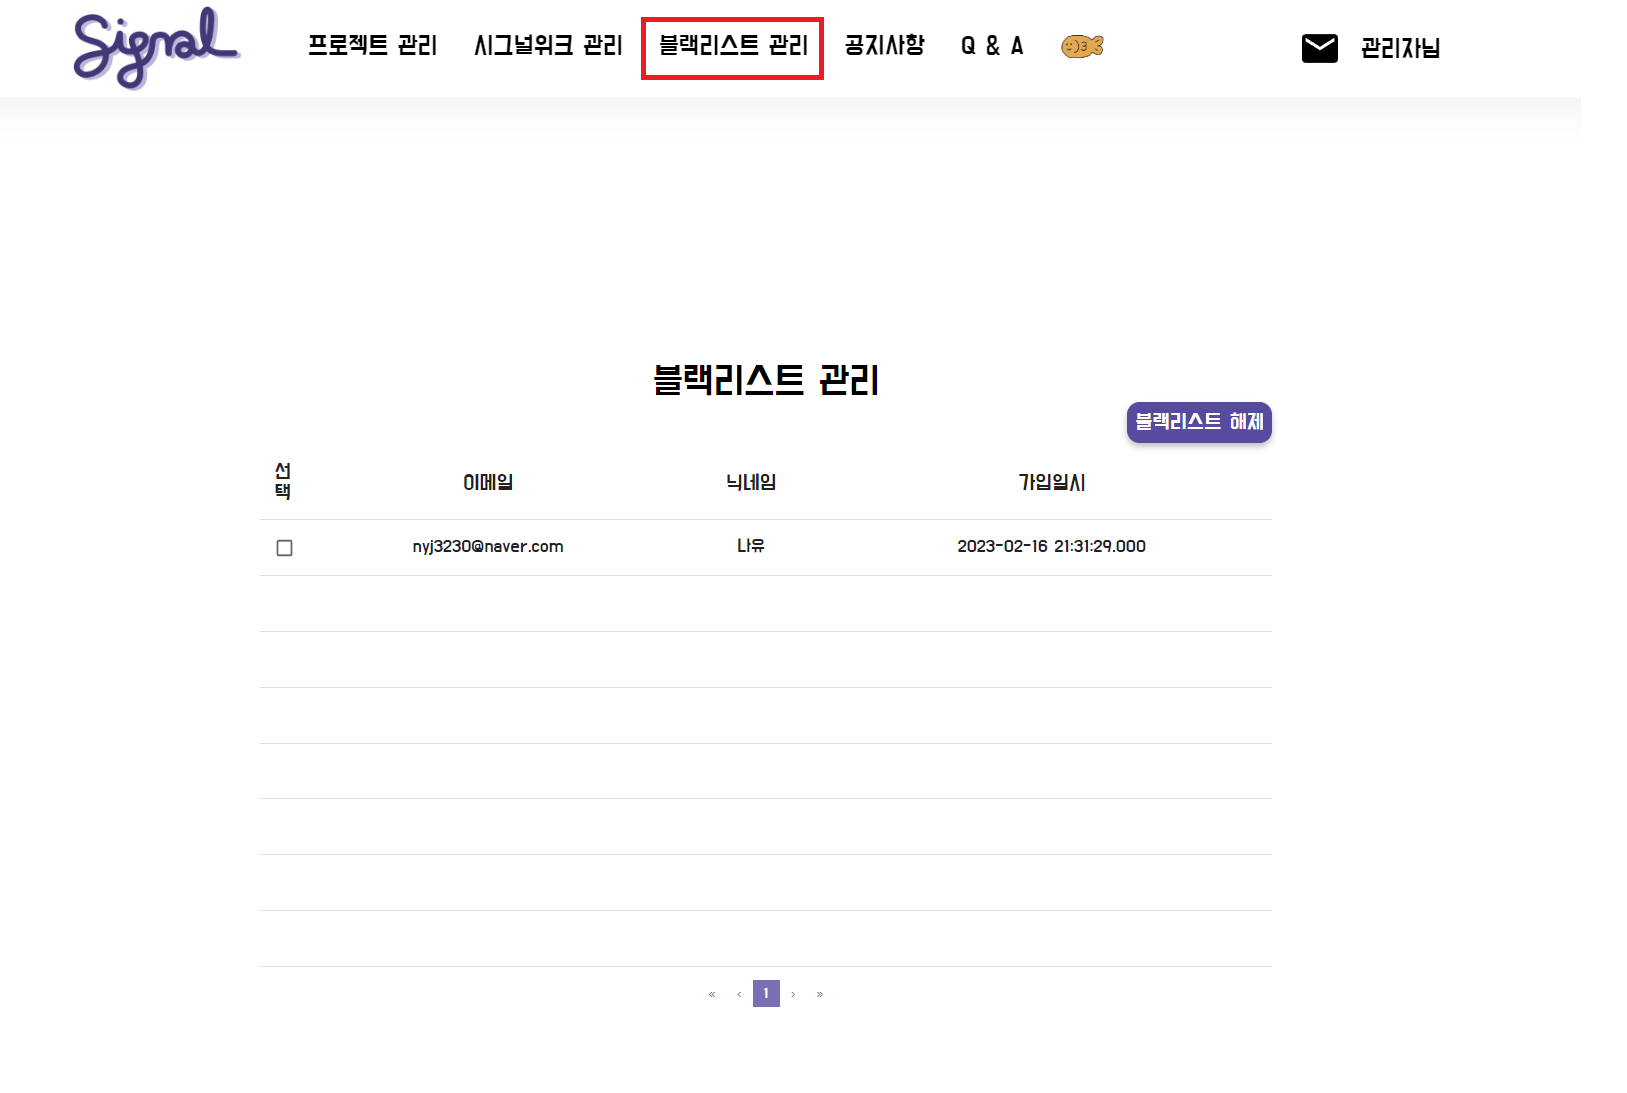 Signal
프로젝트 관리
시그널위크 관리
블랙리스트 관리
공지사항
Q & A
관리자님
블랙리스트 관리
블랙리스트 해제
선
택
이메일
닉네임
가입일시
nyj3230@naver.com
나유
2023-02-16 21:31:29.000
« ‹ 1 › »